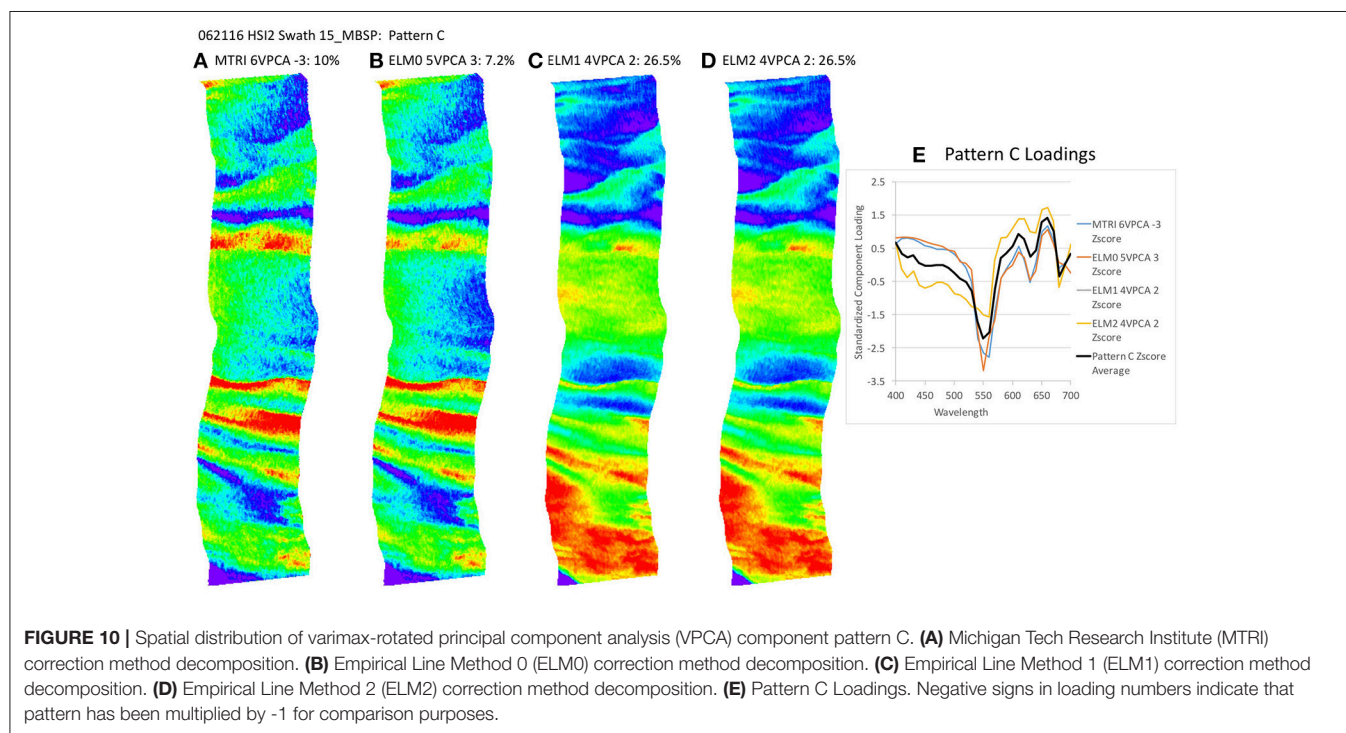 062116 HSI2 Swath 15_MBSP: Pattern C
A MTRI 6VPCA -3: 10%
B ELM0 5VPCA 3: 7.2%
C ELM1 4VPCA 2: 26.5%
D ELM2 4VPCA 2: 26.5%
E Pattern C Loadings
Standardized Component Loading
2.5
1.5
0.5
-0.5
-1.5
-2.5
-3.5
400 450 500 550 600 650 700
Wavelength
MTRI 6VPCA -3
Zscore
ELM0 5VPCA 3
Zscore
ELM1 4VPCA 2
Zscore
ELM2 4VPCA 2
Zscore
Pattern C Zscore
Average
FIGURE 10 | Spatial distribution of varimax-rotated principal component analysis (VPCA) component pattern C. (A) Michigan Tech Research Institute (MTRI)
correction method decomposition. (B) Empirical Line Method 0 (ELM0) correction method decomposition. (C) Empirical Line Method 1 (ELM1) correction method
decomposition. (D) Empirical Line Method 2 (ELM2) correction method decomposition. (E) Pattern C Loadings. Negative signs in loading numbers indicate that
pattern has been multiplied by -1 for comparison purposes.